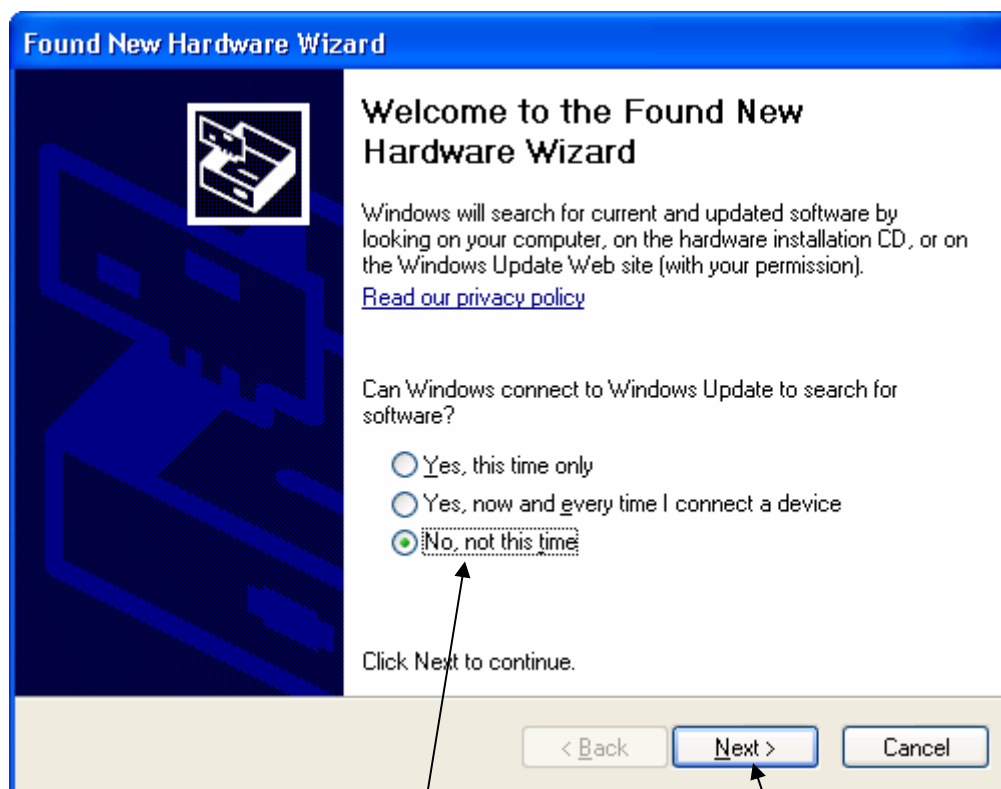 Found New Hardware Wizard
Welcome to the Found New
Hardware Wizard
Windows will search for current and updated software by
looking on your computer, on the hardware installation CD, or on
the Windows Update Web site (with your permission).
Read our privacy policy
Can Windows connect to Windows Update to search for
software?
Yes, this time only
Yes, now and every time I connect a device
No, not this time
Click Next to continue.
< Back
Next >
Cancel